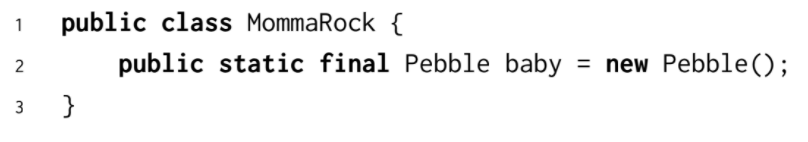 1 public class MommaRock {
2 public static final Pebble baby = new Pebble();
3 }